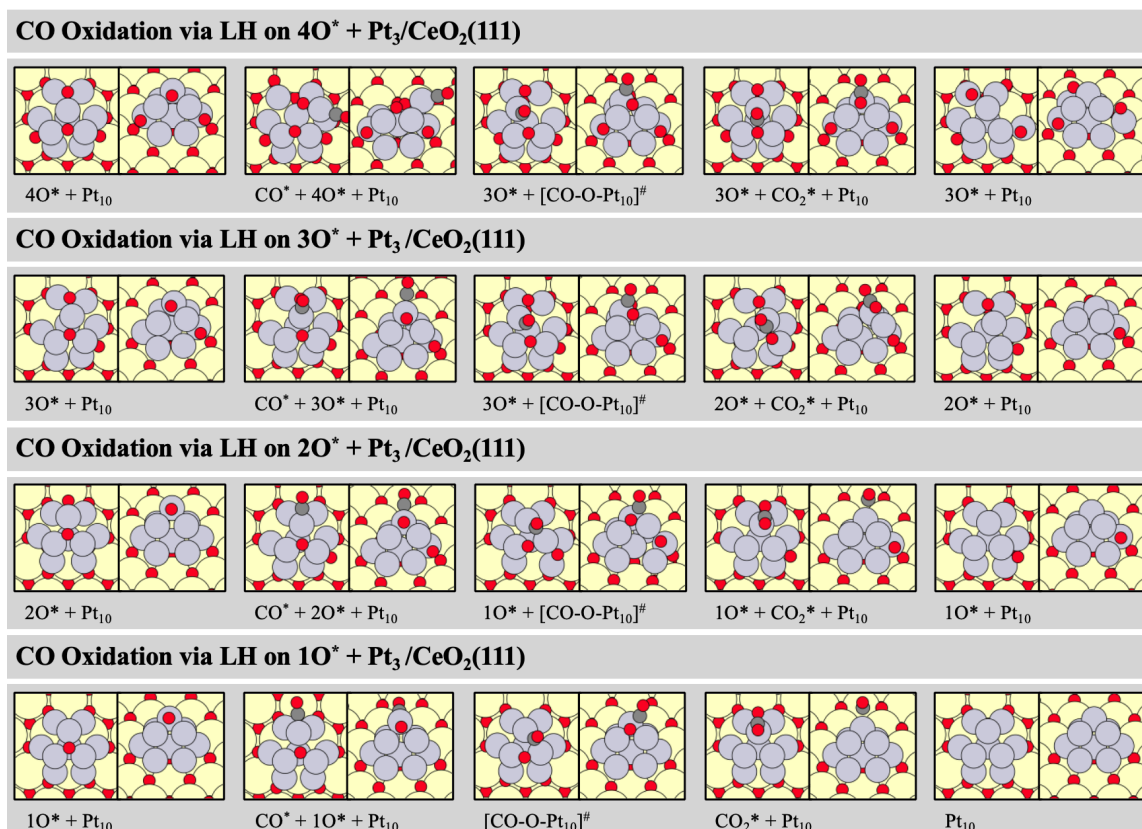 CO Oxidation via LH on 4O* + Pt₃/CeO₂(111)
4O* + Pt₁₀ CO* + 4O* + Pt₁₀ 3O* + [CO-O-Pt₁₀]# 3O* + CO₂* + Pt₁₀ 3O* + Pt₁₀
CO Oxidation via LH on 3O* + Pt₃/CeO₂(111)
3O* + Pt₁₀ CO* + 3O* + Pt₁₀ 3O* + [CO-O-Pt₁₀]# 2O* + CO₂* + Pt₁₀ 2O* + Pt₁₀
CO Oxidation via LH on 2O* + Pt₃/CeO₂(111)
2O* + Pt₁₀ CO* + 2O* + Pt₁₀ 1O* + [CO-O-Pt₁₀]# 1O* + CO₂* + Pt₁₀ 1O* + Pt₁₀
CO Oxidation via LH on 1O* + Pt₃/CeO₂(111)
1O* + Pt₁₀ CO* + 1O* + Pt₁₀ [CO-O-Pt₁₀]# CO₂* + Pt₁₀ Pt₁₀